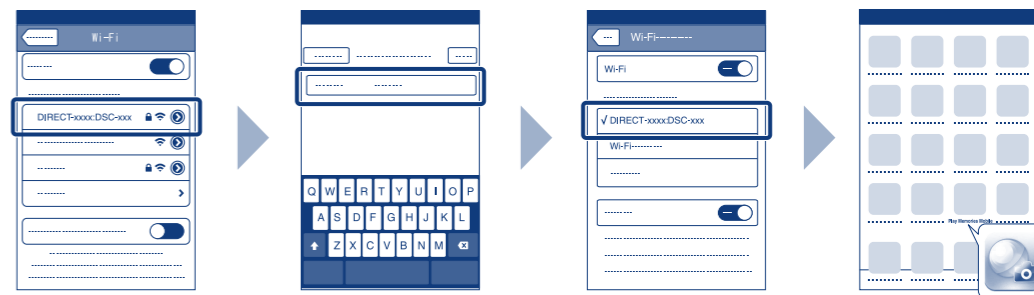 Wi-Fi
DIRECT-xxxx:DSC-xxx
Q W E R T Y U I O P
A S D F G H J K L
Z X C V B N M
Wi-Fi
Wi-Fi
√ DIRECT-xxxx:DSC-xxx
Wi-Fi
Play Memories Mobile